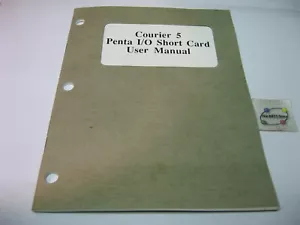 Courier 5
Penta I/O Short Card
User Manual